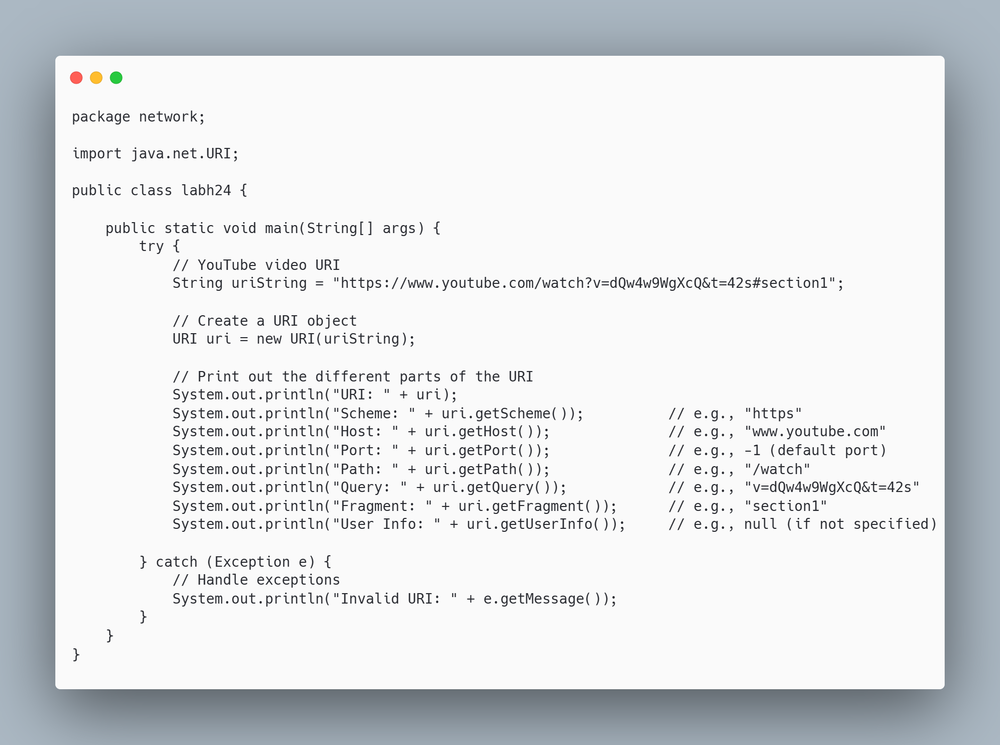 package network;

import java.net.URI;

public class labh24 {

    public static void main(String[] args) {
        try {
            // YouTube video URI
            String uriString = "https://www.youtube.com/watch?v=dQw4w9WgXcQ&t=42s#section1";

            // Create a URI object
            URI uri = new URI(uriString);

            // Print out the different parts of the URI
            System.out.println("URI: " + uri);
            System.out.println("Scheme: " + uri.getScheme());          // e.g., "https"
            System.out.println("Host: " + uri.getHost());              // e.g., "www.youtube.com"
            System.out.println("Port: " + uri.getPort());              // e.g., -1 (default port)
            System.out.println("Path: " + uri.getPath());              // e.g., "/watch"
            System.out.println("Query: " + uri.getQuery());            // e.g., "v=dQw4w9WgXcQ&t=42s"
            System.out.println("Fragment: " + uri.getFragment());      // e.g., "section1"
            System.out.println("User Info: " + uri.getUserInfo());     // e.g., null (if not specified)

        } catch (Exception e) {
            // Handle exceptions
            System.out.println("Invalid URI: " + e.getMessage());
        }
    }
}